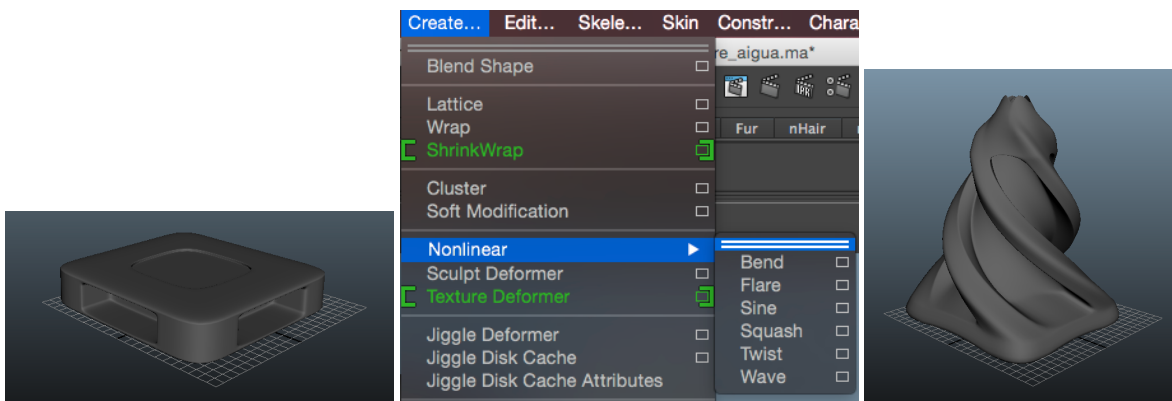 Create... Edit... Skele... Skin Constr... Chara
re_aigua.ma*
Blend Shape
Lattice
Wrap
ShrinkWrap
IPR
Fur nHair
Cluster
Soft Modification
Nonlinear
Sculpt Deformer
Texture Deformer
Jiggle Deformer
Jiggle Disk Cache
Jiggle Disk Cache Attributes
Bend
Flare
Sine
Squash
Twist
Wave